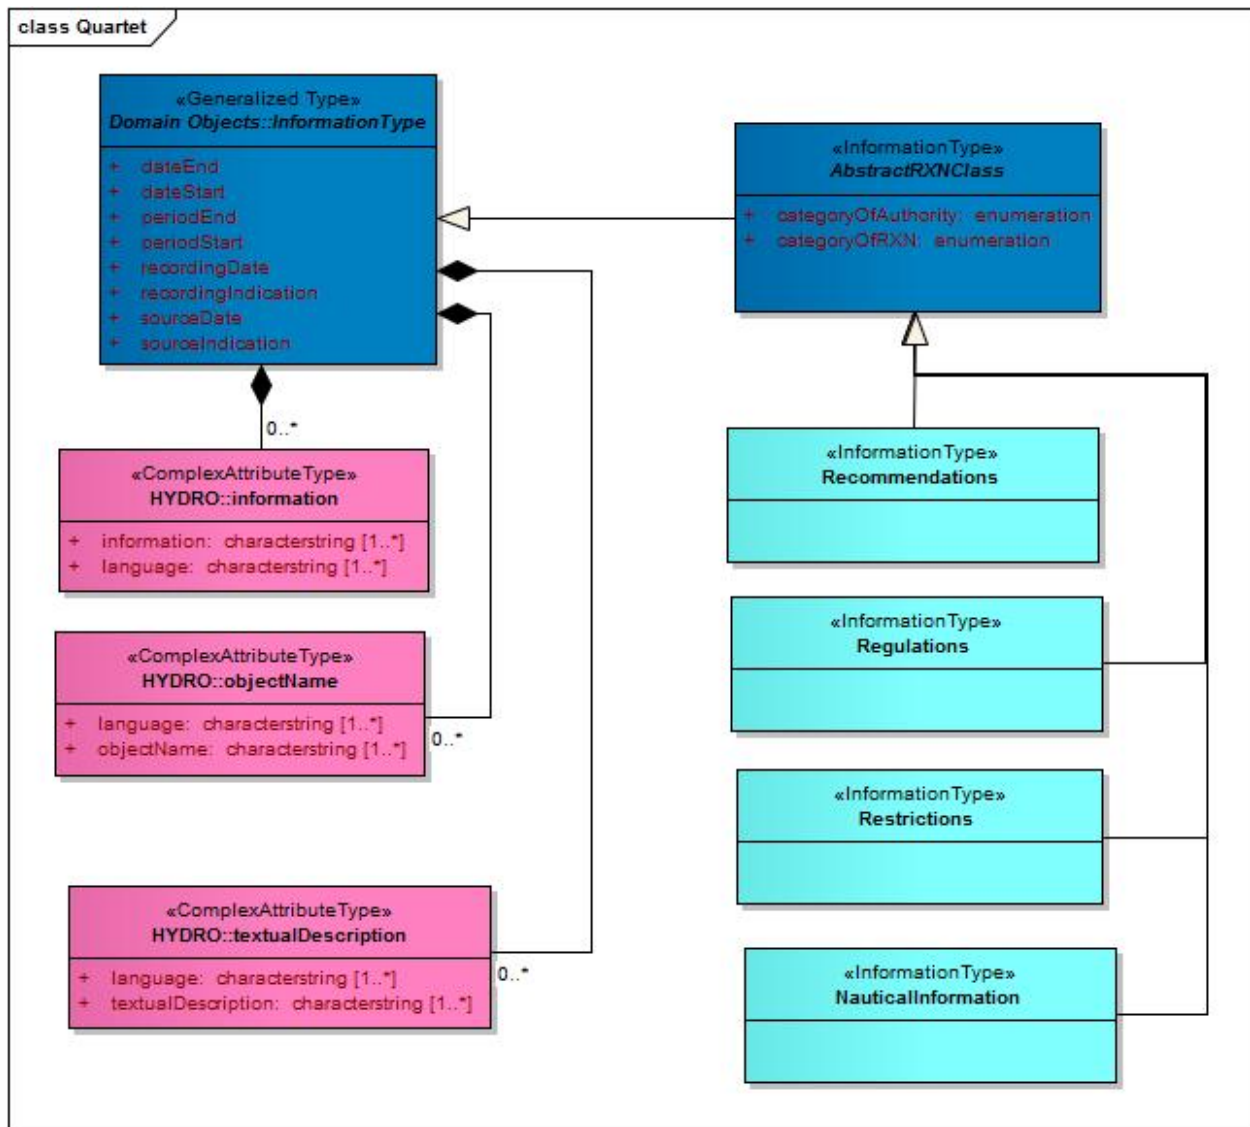 class Quartet
«Generalized Type»
Domain Objects::InformationType
+ dateEnd
+ dateStart
+ periodEnd
+ periodStart
+ recordingDate
+ recordingIndication
+ sourceDate
+ sourceIndication
«InformationType»
AbstractRXNClass
+ categoryOfAuthority: enumeration
+ categoryOfRXN: enumeration
0..*
«ComplexAttributeType»
HYDRO::information
+ information: characterstring [1..*]
+ language: characterstring [1..*]
«ComplexAttributeType»
HYDRO::objectName
+ language: characterstring [1..*]
+ objectName: characterstring [1..*]
0..*
«ComplexAttributeType»
HYDRO::textualDescription
+ language: characterstring [1..*]
+ textualDescription: characterstring [1..*]
0..*
«InformationType»
Recommendations
«InformationType»
Regulations
«InformationType»
Restrictions
«InformationType»
NauticalInformation